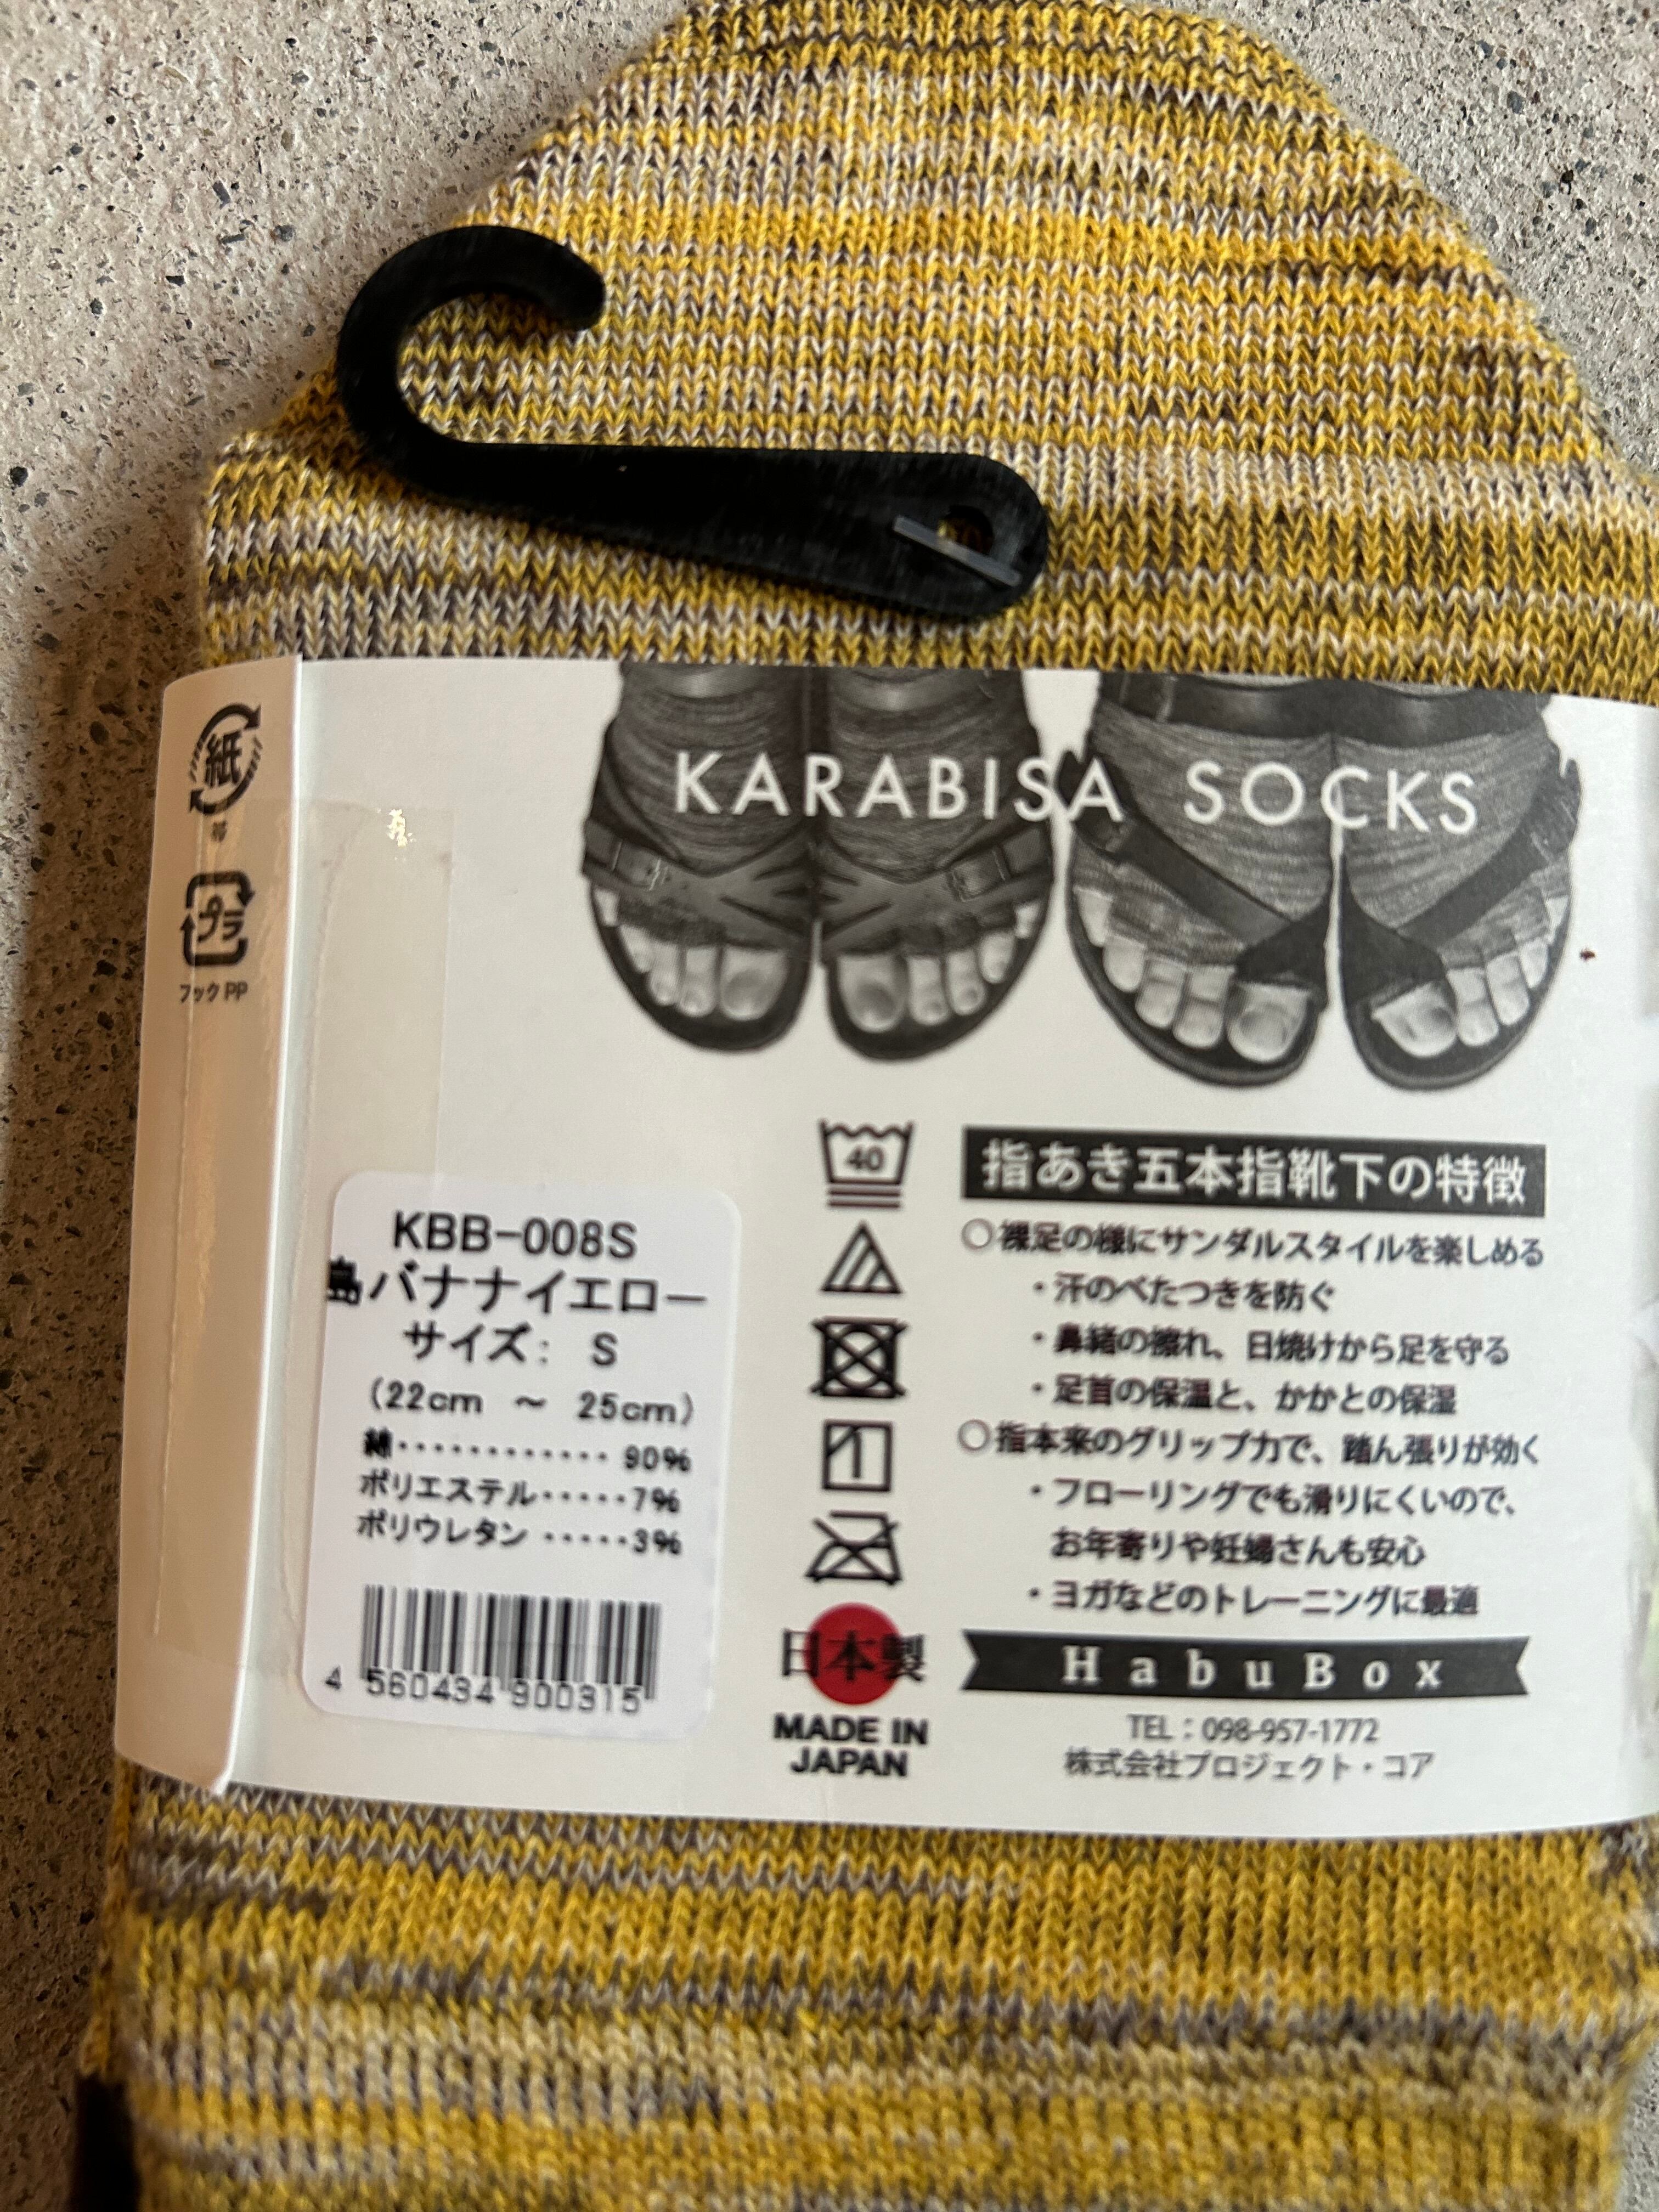 紙
帯
プラ
フックPP
KARABISA SOCKS
KBB-008S
島バナナイエロー
サイズ: S
(22cm ～ 25cm)
綿············ 90%
ポリエステル·····7%
ポリウレタン·····3%
4 560434 900315
40
日本製
MADE IN
JAPAN
指あき五本指靴下の特徴
○裸足の様にサンダルスタイルを楽しめる
・汗のべたつきを防ぐ
・鼻緒の擦れ、日焼けから足を守る
・足首の保温と、かかとの保湿
○指本来のグリップ力で、踏ん張りが効く
・フローリングでも滑りにくいので、
お年寄りや妊婦さんも安心
・ヨガなどのトレーニングに最適
HabuBox
TEL：098-957-1772
株式会社プロジェクト・コア